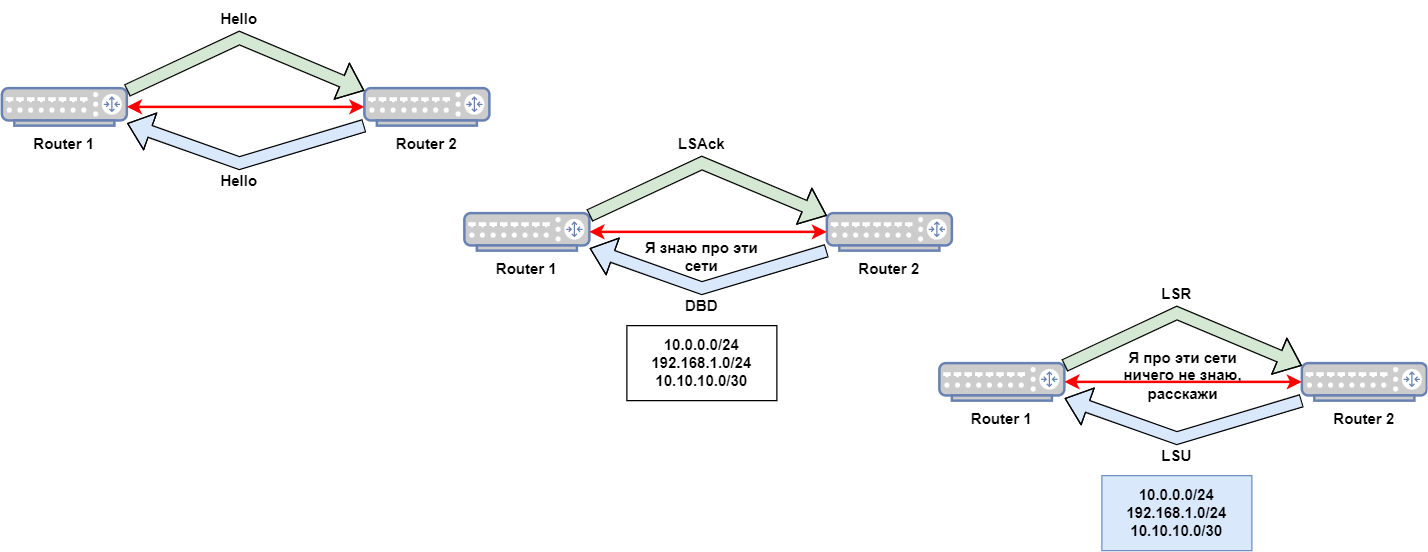 Hello
Router 1
Router 2
Hello
LSAck
Я знаю про эти
сети
Router 1
Router 2
DBD
10.0.0.0/24
192.168.1.0/24
10.10.10.0/30
LSR
Я про эти сети
ничего не знаю,
расскажи
Router 1
Router 2
LSU
10.0.0.0/24
192.168.1.0/24
10.10.10.0/30